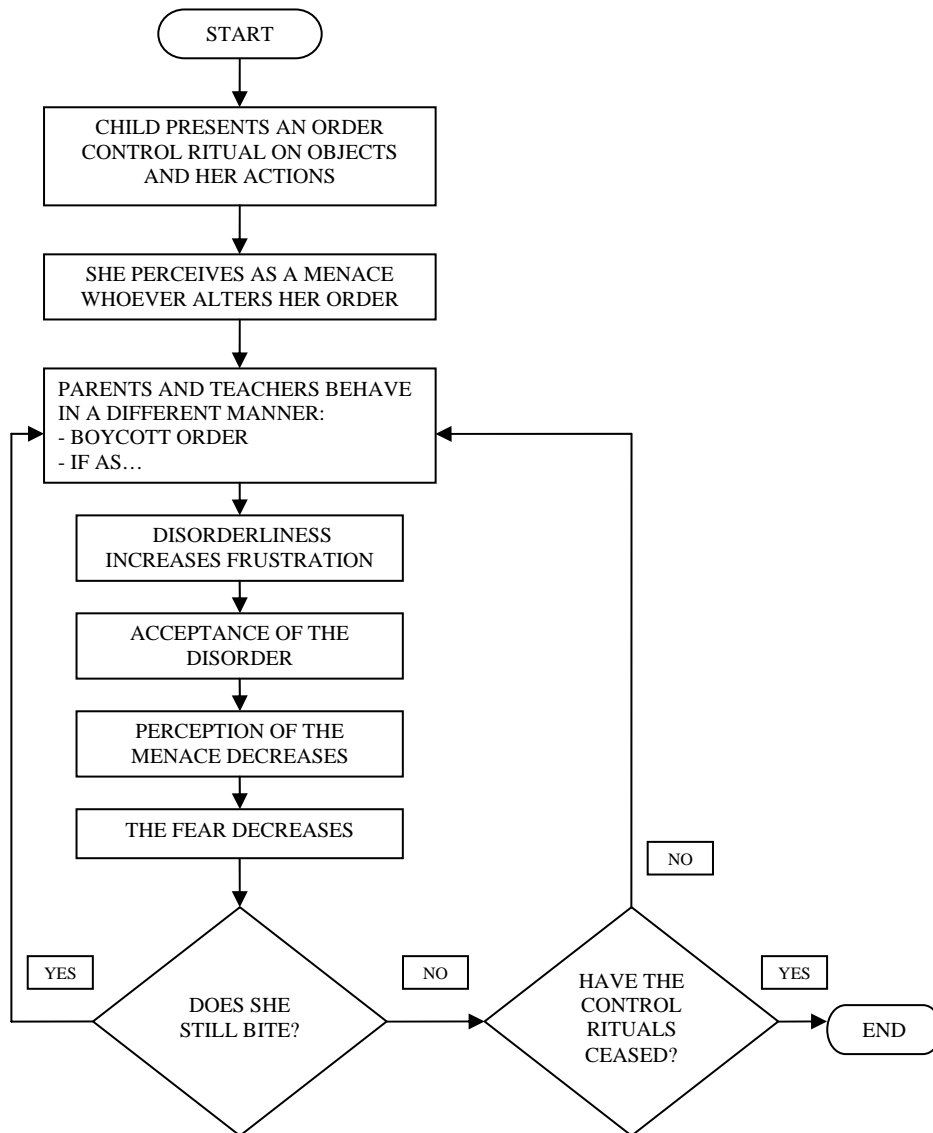 START
CHILD PRESENTS AN ORDER
CONTROL RITUAL ON OBJECTS
AND HER ACTIONS
SHE PERCEIVES AS A MENACE
WHOEVER ALTERS HER ORDER
PARENTS AND TEACHERS BEHAVE
IN A DIFFERENT MANNER:
- BOYCOTT ORDER
- IF AS…
DISORDERLINESS
INCREASES FRUSTRATION
ACCEPTANCE OF THE
DISORDER
PERCEPTION OF THE
MENACE DECREASES
THE FEAR DECREASES
YES
DOES SHE
STILL BITE?
NO
HAVE THE
CONTROL
RITUALS
CEASED?
NO
YES
END